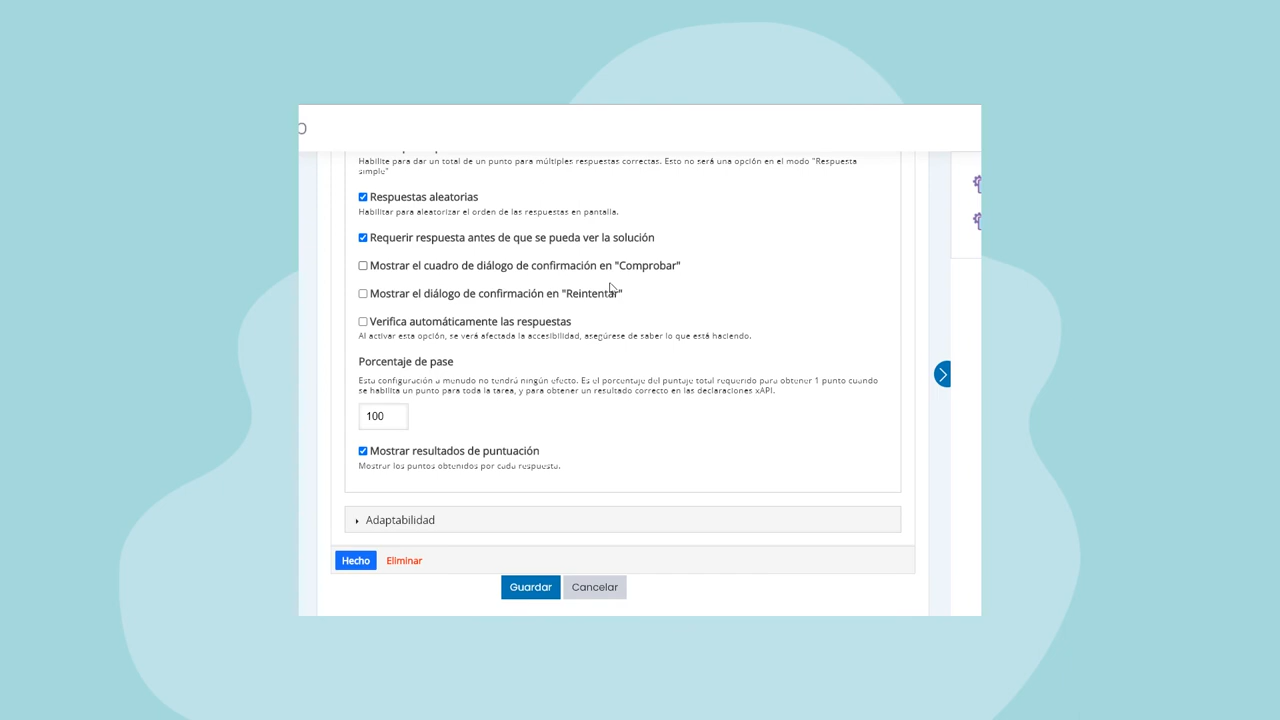 Habilite para dar un total de un punto para múltiples respuestas correctas. Esto no será una opción en el modo "Respuesta
simple"
Respuestas aleatorias
Habilitar para aleatorizar el orden de las respuestas en pantalla.
Requerir respuesta antes de que se pueda ver la solución
Mostrar el cuadro de diálogo de confirmación en "Comprobar"
Mostrar el diálogo de confirmación en "Reintentar"
Verifica automáticamente las respuestas
Al activar esta opción, se verá afectada la accesibilidad, asegúrese de saber lo que está haciendo.
Porcentaje de pase
Esta configuración a menudo no tendrá ningún efecto. Es el porcentaje del puntaje total requerido para obtener 1 punto cuando
se habilita un punto para toda la tarea, y para obtener un resultado correcto en las declaraciones xAPI.
100
Mostrar resultados de puntuación
Mostrar los puntos obtenidos por cada respuesta.
Adaptabilidad
Hecho Eliminar
Guardar Cancelar